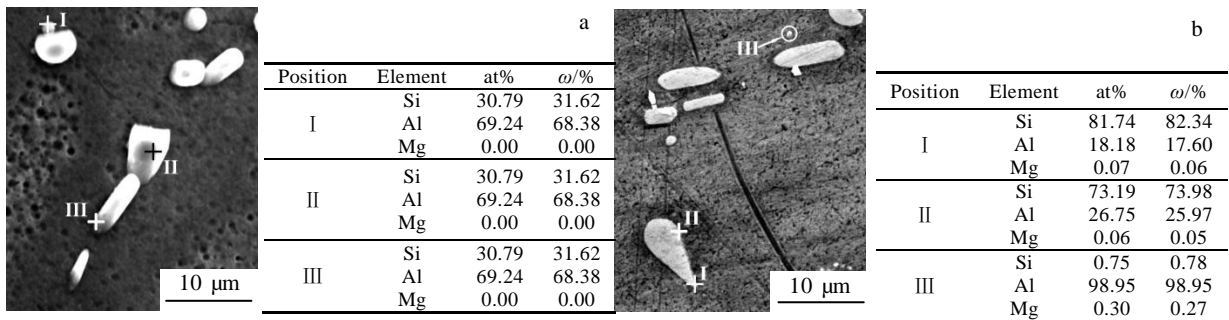 I
II
III
10 μm
a
Position Element at% ω/%
Si 30.79 31.62
Ⅰ Al 69.24 68.38
Mg 0.00 0.00
Si 30.79 31.62
Ⅱ Al 69.24 68.38
Mg 0.00 0.00
Si 30.79 31.62
Ⅲ Al 69.24 68.38
Mg 0.00 0.00
III
II
I
10 μm
b
Position Element at% ω/%
Si 81.74 82.34
Ⅰ Al 18.18 17.60
Mg 0.07 0.06
Si 73.19 73.98
Ⅱ Al 26.75 25.97
Mg 0.06 0.05
Si 0.75 0.78
Ⅲ Al 98.95 98.95
Mg 0.30 0.27